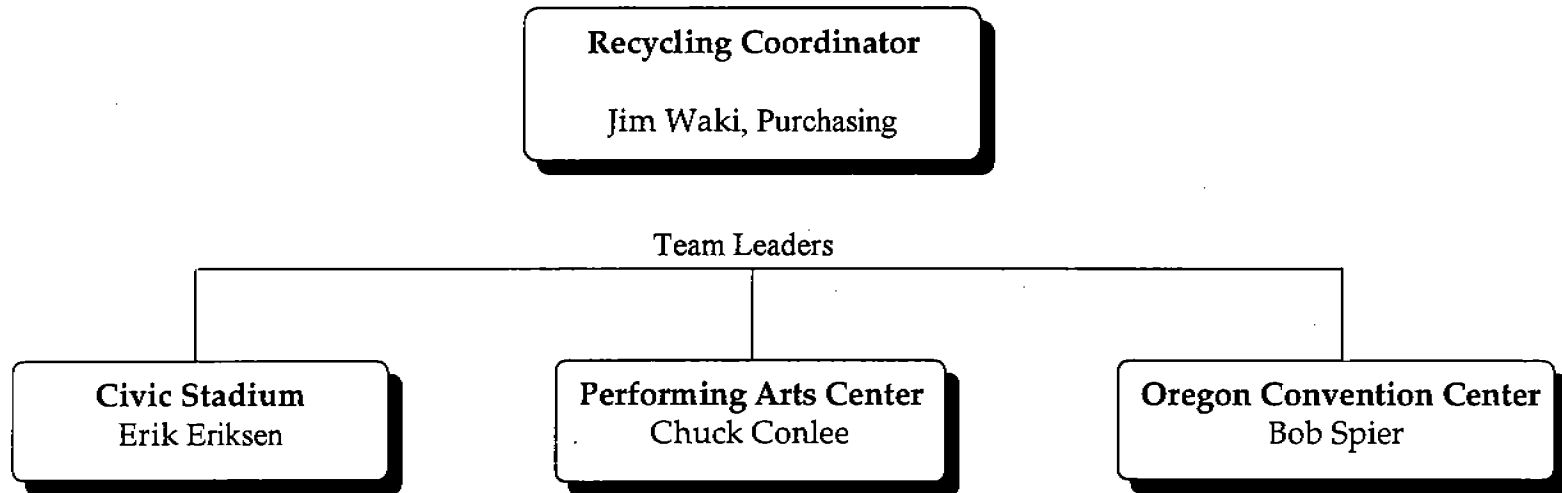 Recycling Coordinator
Jim Waki, Purchasing
Team Leaders
Civic Stadium
Erik Eriksen
Performing Arts Center
Chuck Conlee
Oregon Convention Center
Bob Spier